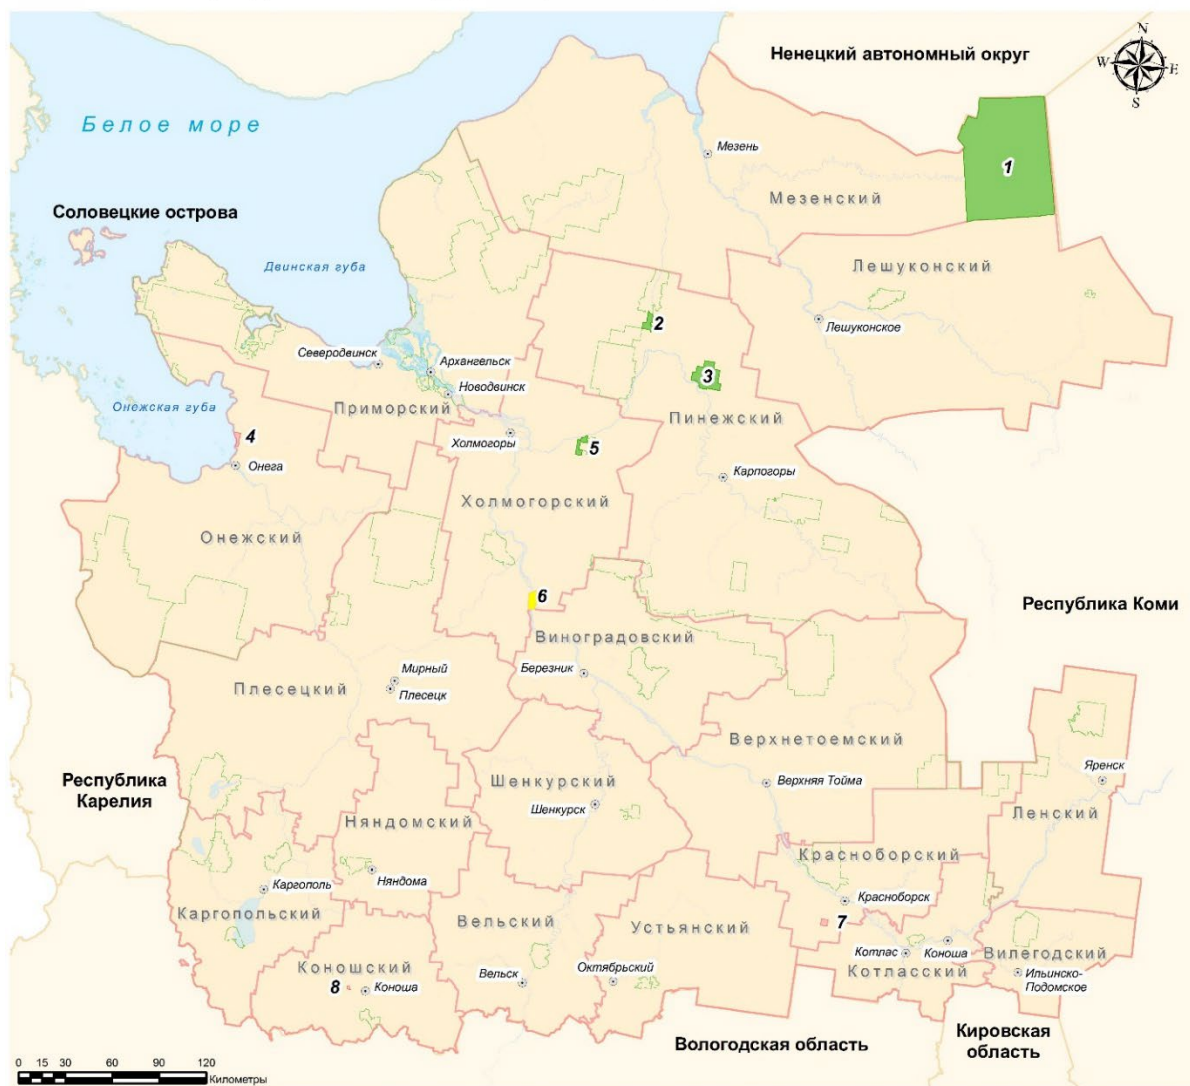 Ненецкий автономный округ
N
W
E
S
Белое море
Мезень
1
Мезенский
Соловецкие острова
Двинская губа
Лешуконский
2
Лешуконское
Северодвинск
Архангельск
3
Новодвинск
Онежская губа
Приморский
Пинежский
4
Холмогоры
5
Онега
Карпогоры
Холмогорский
Онежский
6
Республика Коми
Виноградовский
Мирный
Березник
Плесецкий
Плесецк
Верхнетоемский
Республика
Карелия
Шенкурский
Верхняя Тойма
Яренск
Шенкурск
Ленский
Няндомский
Красноборский
Няндома
Каргополь
Красноборск
Каргопольский
Вельский
Устьянский
7
Котлас
Коноша
Вилегодский
Коношский
Октябрьский
Котласский
Вельск
Ильинско-
Подомское
8
Коноша
Вологодская область
Кировская
область
0 15 30 60 90 120
Километры